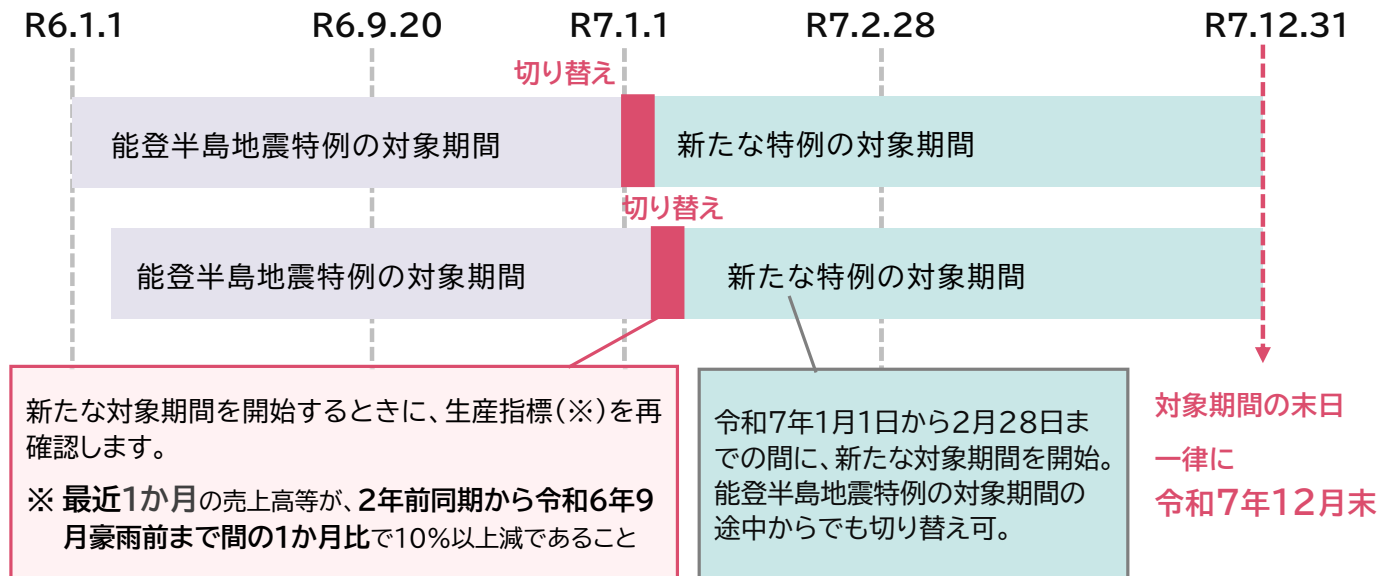 R6.1.1 R6.9.20 R7.1.1 R7.2.28 R7.12.31
切り替え
能登半島地震特例の対象期間 新たな特例の対象期間
切り替え
能登半島地震特例の対象期間 新たな特例の対象期間
新たな対象期間を開始するときに、生産指標(※)を再
確認します。
※ 最近1か月の売上高等が、2年前同期から令和6年9
月豪雨前まで間の1か月比で10%以上減であること
令和7年1月1日から2月28日ま
での間に、新たな対象期間を開始。
能登半島地震特例の対象期間の
途中からでも切り替え可。
対象期間の末日
一律に
令和7年12月末